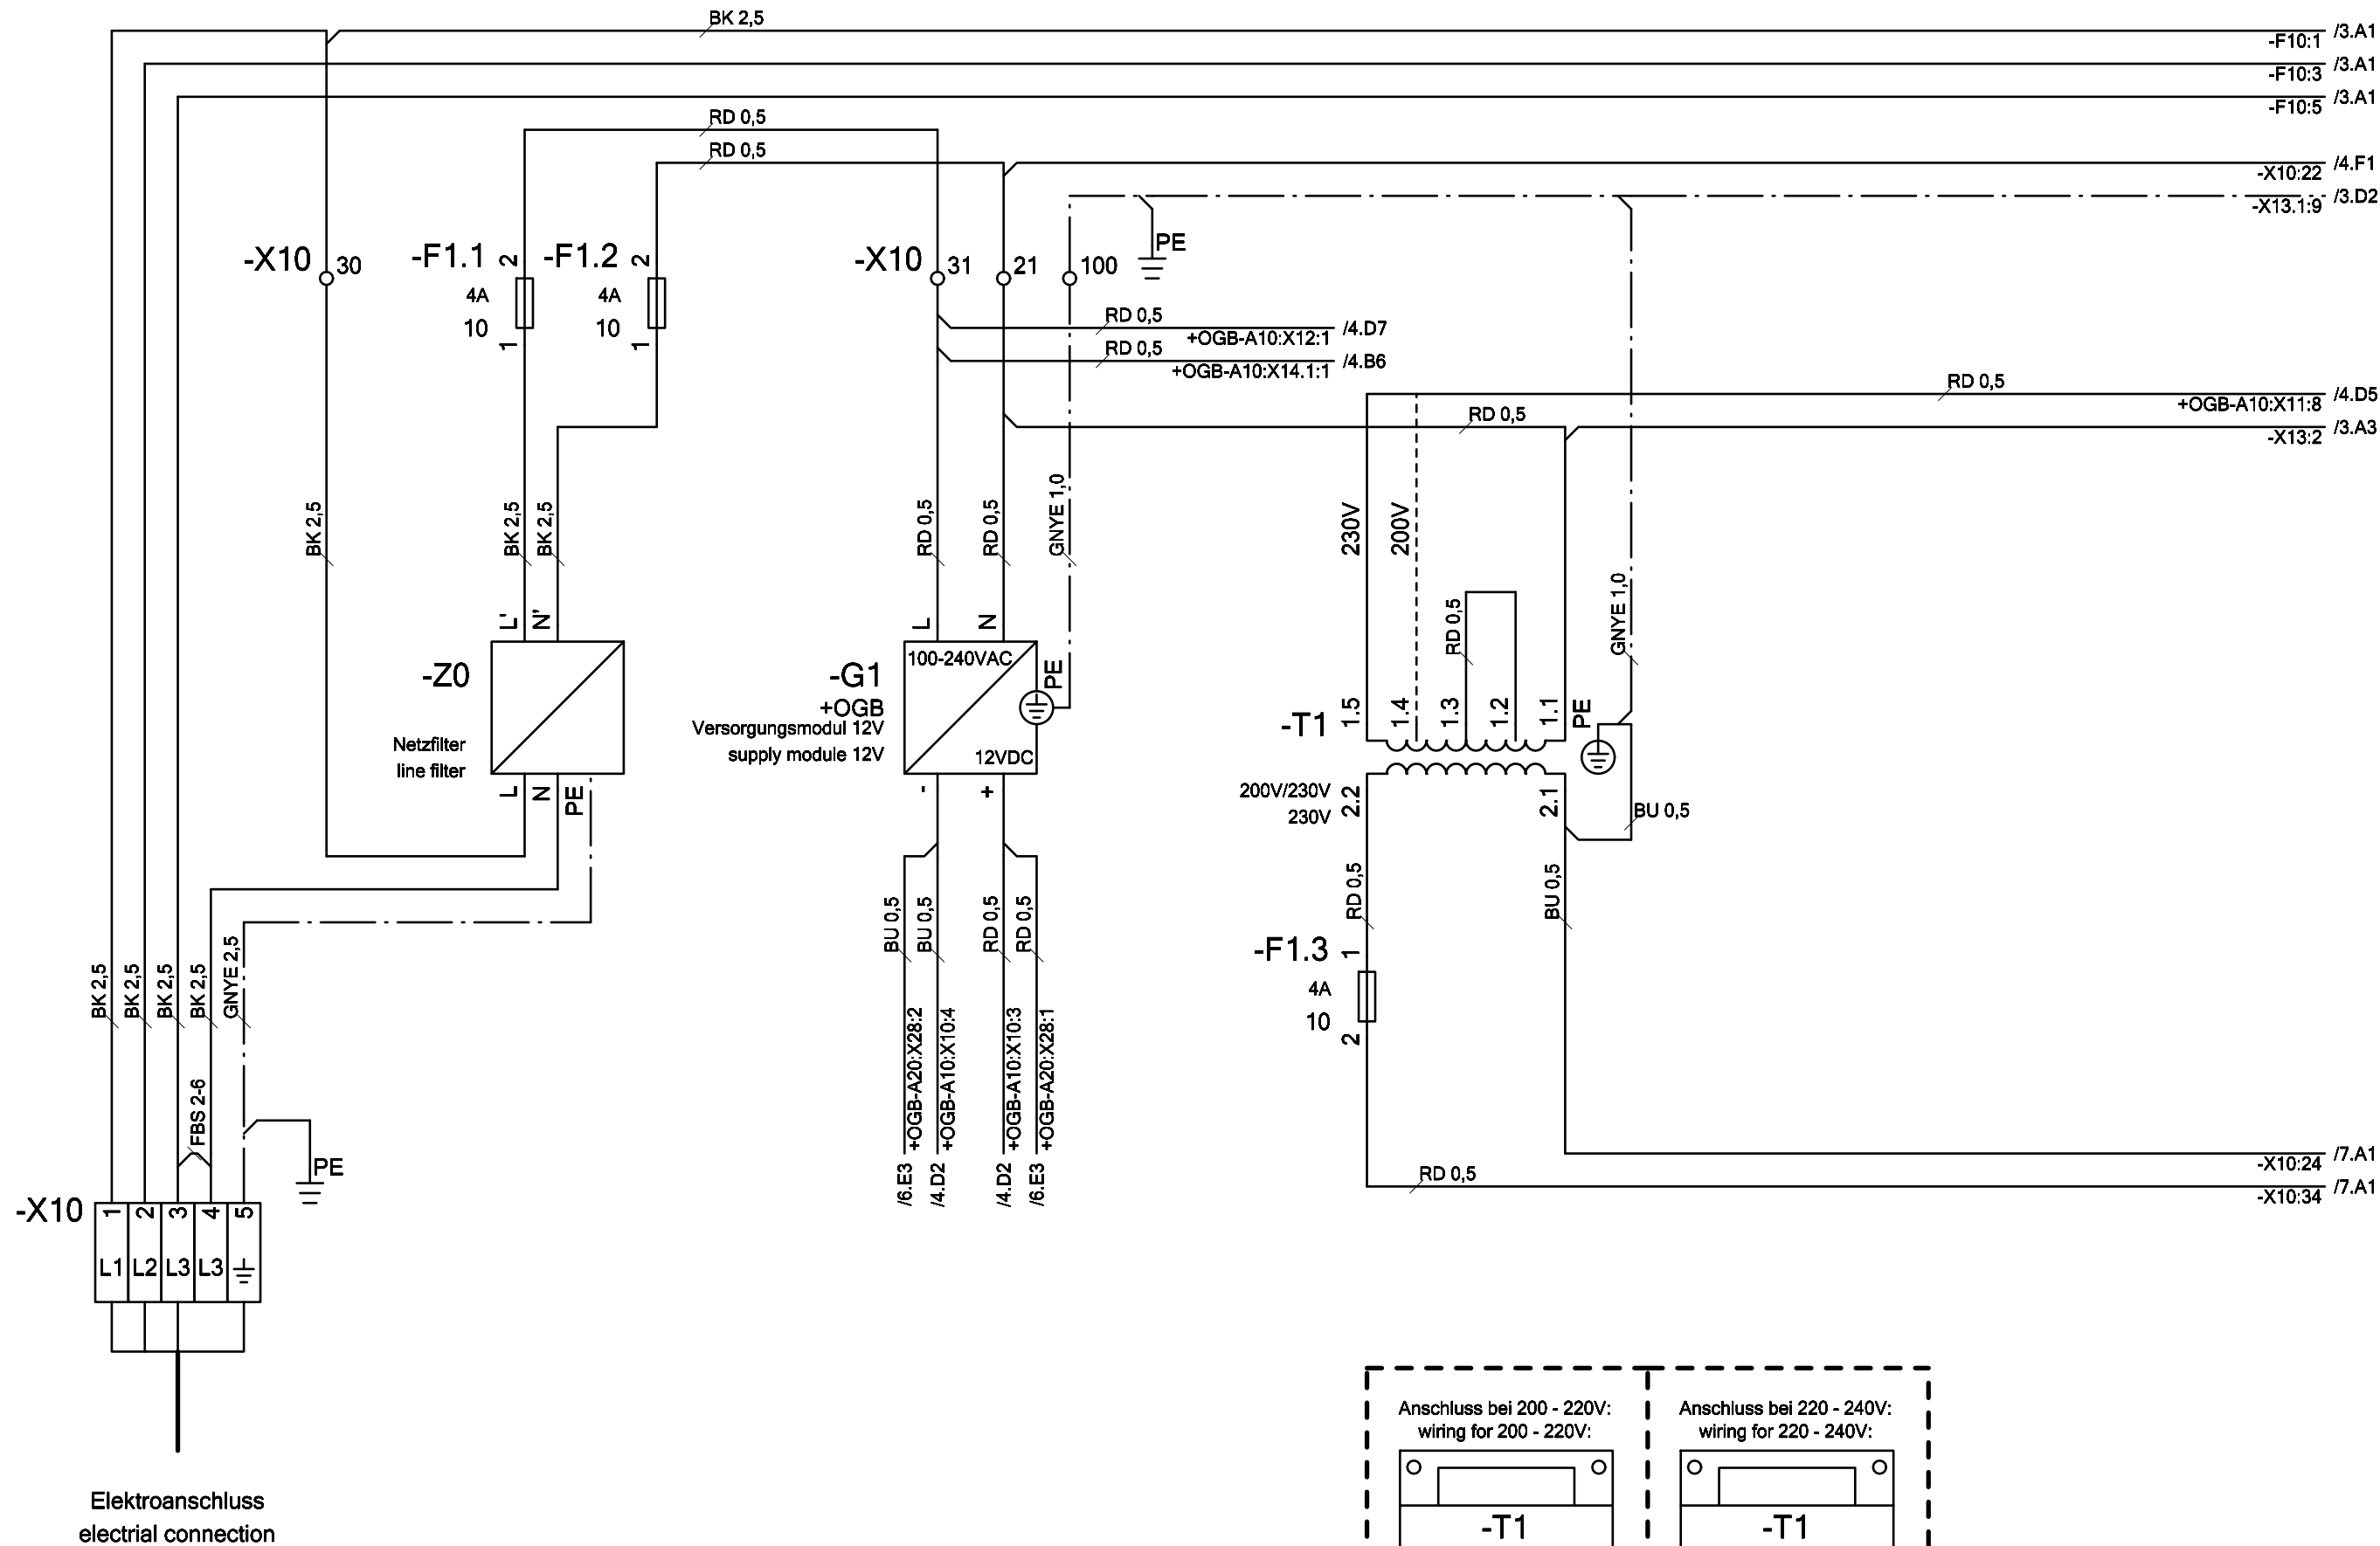 BK 2,5
/3.A1
-F10:1
/3.A1
-F10:3
/3.A1
-F10:5
RD 0,5
RD 0,5
/4.F1
-X10:22
/3.D2
-X13.1:9
PE
-X10
30
-F1.1
2
4A
10
1
-F1.2
2
4A
10
1
-X10
31
21
100
RD 0,5
/4.D7
+OGB-A10:X12:1
RD 0,5
/4.B6
+OGB-A10:X14.1:1
RD 0,5
/4.D5
+OGB-A10:X11:8
RD 0,5
/3.A3
-X13:2
BK 2,5
BK 2,5
BK 2,5
RD 0,5
RD 0,5
GNYE 1,0
230V
200V
RD 0,5
GNYE 1,0
L'
N'
-Z0
Netzfilter
line filter
L
N
PE
L
N
100-240VAC
-G1
+OGB
Versorgungsmodul 12V
supply module 12V
12VDC
PE
-
+
-T1
1.5
1.4
1.3
1.2
1.1
PE
200V/230V
230V
2.2
2.1
BU 0,5
RD 0,5
BU 0,5
BU 0,5
BU 0,5
RD 0,5
RD 0,5
-F1.3
1
4A
10
2
BK 2,5
BK 2,5
BK 2,5
BK 2,5
GNYE 2,5
+OGB-A20:X28:2
+OGB-A10:X10:4
+OGB-A10:X10:3
+OGB-A20:X28:1
/6.E3
/4.D2
/4.D2
/6.E3
FBS 2-6
PE
/7.A1
-X10:24
RD 0,5
/7.A1
-X10:34
-X10
1
2
3
4
5
L1
L2
L3
L3
Elektroanschluss
electrial connection
Anschluss bei 200 - 220V:
wiring for 200 - 220V:
-T1
Anschluss bei 220 - 240V:
wiring for 220 - 240V:
-T1